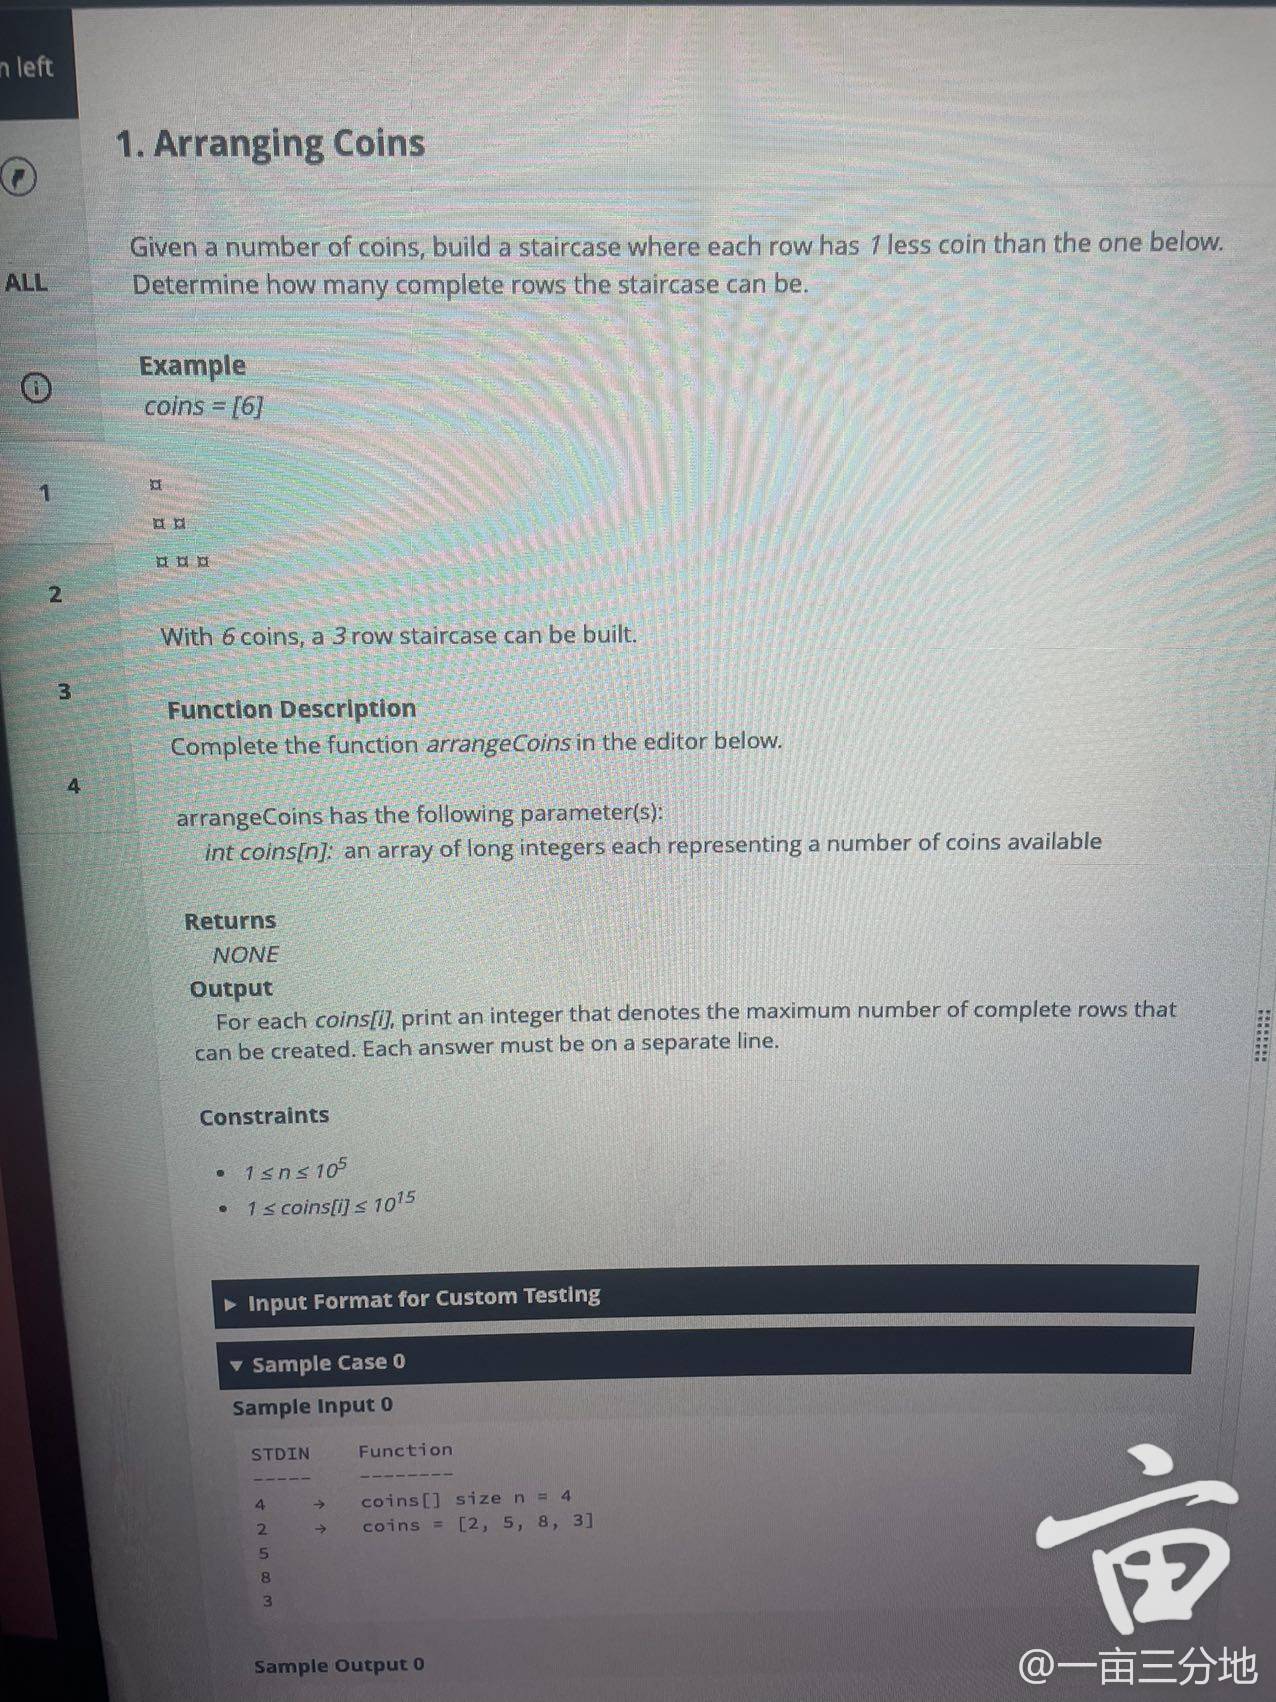 n left
1. Arranging Coins
Given a number of coins, build a staircase where each row has 1 less coin than the one below.
ALL
Determine how many complete rows the staircase can be.
Example
coins = [6]
1
¤
¤ ¤
¤ ¤ ¤
2
With 6 coins, a 3 row staircase can be built.
3
Function Description
Complete the function arrangeCoins in the editor below.
4
arrangeCoins has the following parameter(s):
int coins[n]: an array of long integers each representing a number of coins available
Returns
NONE
Output
For each coins[i], print an integer that denotes the maximum number of complete rows that
can be created. Each answer must be on a separate line.
Constraints
• 1 ≤ n ≤ 10^5
• 1 ≤ coins[i] ≤ 10^15
▶ Input Format for Custom Testing
▼ Sample Case 0
Sample Input 0
STDIN Function
----- --------
4 → coins[] size n = 4
2 → coins = [2, 5, 8, 3]
5
8
3
Sample Output 0
亩
@一亩三分地